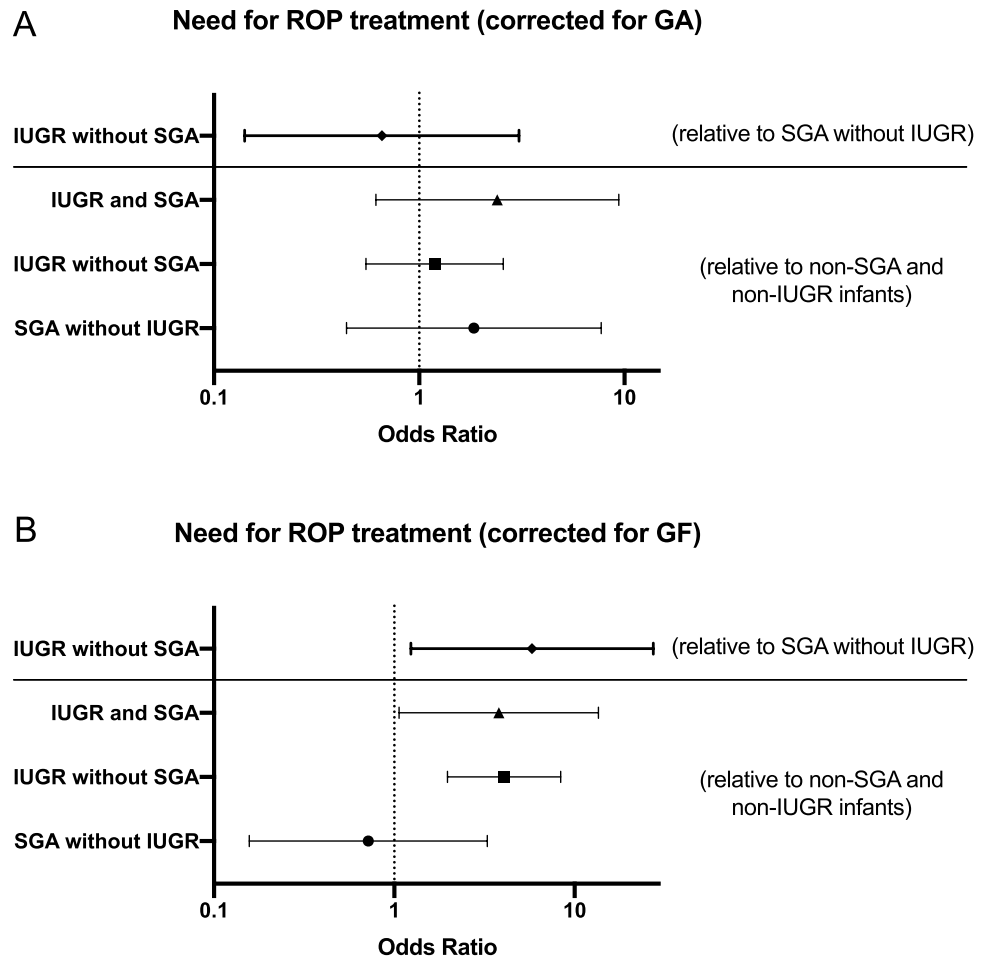 A
Need for ROP treatment (corrected for GA)
IUGR without SGA
(relative to SGA without IUGR)
IUGR and SGA
IUGR without SGA
(relative to non-SGA and
non-IUGR infants)
SGA without IUGR
0.1
1
10
Odds Ratio
B
Need for ROP treatment (corrected for GF)
IUGR without SGA
(relative to SGA without IUGR)
IUGR and SGA
IUGR without SGA
(relative to non-SGA and
non-IUGR infants)
SGA without IUGR
0.1
1
10
Odds Ratio